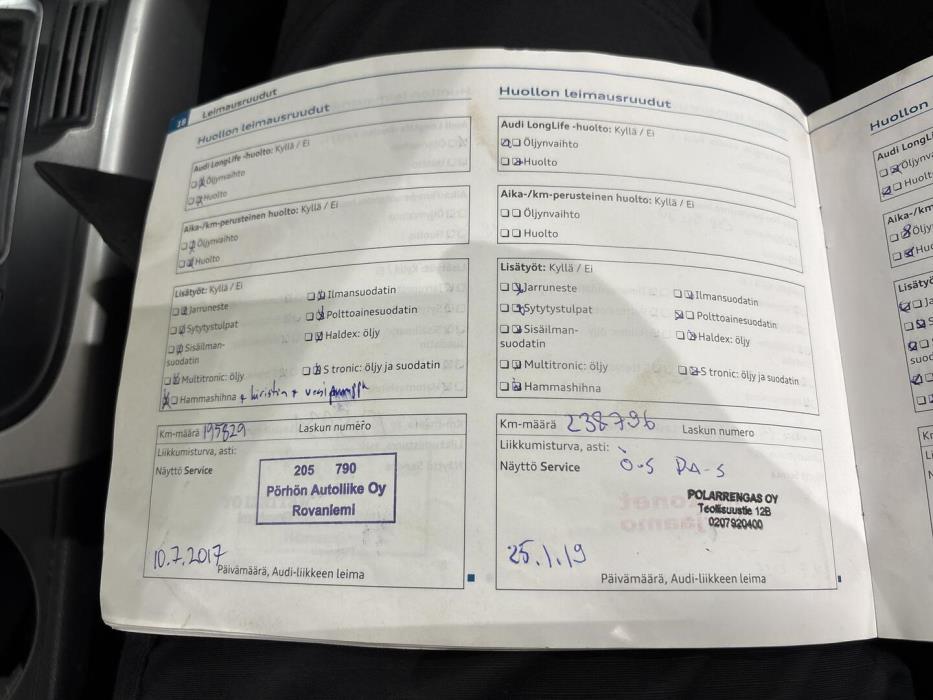 18 Leimausruudut
Huollon leimausruudut
Audi LongLife -huolto: Kyllä / Ei
Öljynvaihto
Huolto
Aika-/km-perusteinen huolto: Kyllä / Ei
Öljynvaihto
Huolto
Lisätyöt: Kyllä / Ei
Jarruneste
Ilmansuodatin
Sytytystulpat
Polttoainesuodatin
Sisäilman-
suodatin
Haldex: öljy
Multitronic: öljy
S tronic: öljy ja suodatin
Hammashihna + kiristin + vesipumppu
Km-määrä 195829 Laskun numero
Liikkumisturva, asti:
Näyttö Service
205 790
Pörhön Autoliike Oy
Rovaniemi
10.7.2017
Päivämäärä, Audi-liikkeen leima
Huollon leimausruudut
Audi LongLife -huolto: Kyllä / Ei
Öljynvaihto
Huolto
Aika-/km-perusteinen huolto: Kyllä / Ei
Öljynvaihto
Huolto
Lisätyöt: Kyllä / Ei
Jarruneste
Ilmansuodatin
Sytytystulpat
Polttoainesuodatin
Sisäilman-
suodatin
Haldex: öljy
Multitronic: öljy
S tronic: öljy ja suodatin
Hammashihna
Km-määrä 238796 Laskun numero
Liikkumisturva, asti:
Näyttö Service Ö-S RA-S
POLARRENGAS OY
Teollisuustie 12B
0207920400
25.1.19
Päivämäärä, Audi-liikkeen leima
Huollon